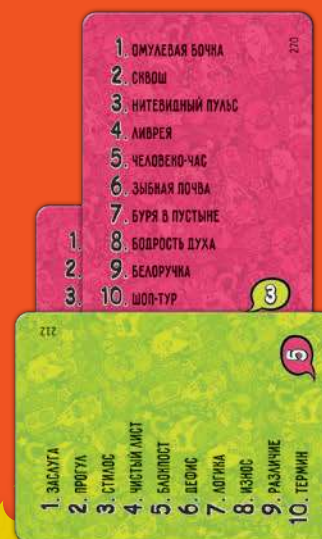 270
1. ОМУЛЕВАЯ БОЧКА
2. СКВОШ
3. НИТЕВИДНЫЙ ПУЛЬС
4. ЛИВРЕЯ
5. ЧЕЛОВЕКО-ЧАС
6. ЗЫБКАЯ ПОЧВА
7. БУРЯ В ПУСТЫНЕ
8. БОДРОСТЬ ДУХА
9. БЕЛОРУЧКА
10. ШОП-ТУР
3
1.
2.
3.
212
1. ЗАСЛУГА
2. ПРОГУЛ
3. СТИЛОС
4. ЧИСТЫЙ ЛИСТ
5. БЛОКПОСТ
6. ДЕФИС
7. ЛОГИКА
8. ИЗНОС
9. РАЗЛИЧИЕ
10. ТЕРМИН
5